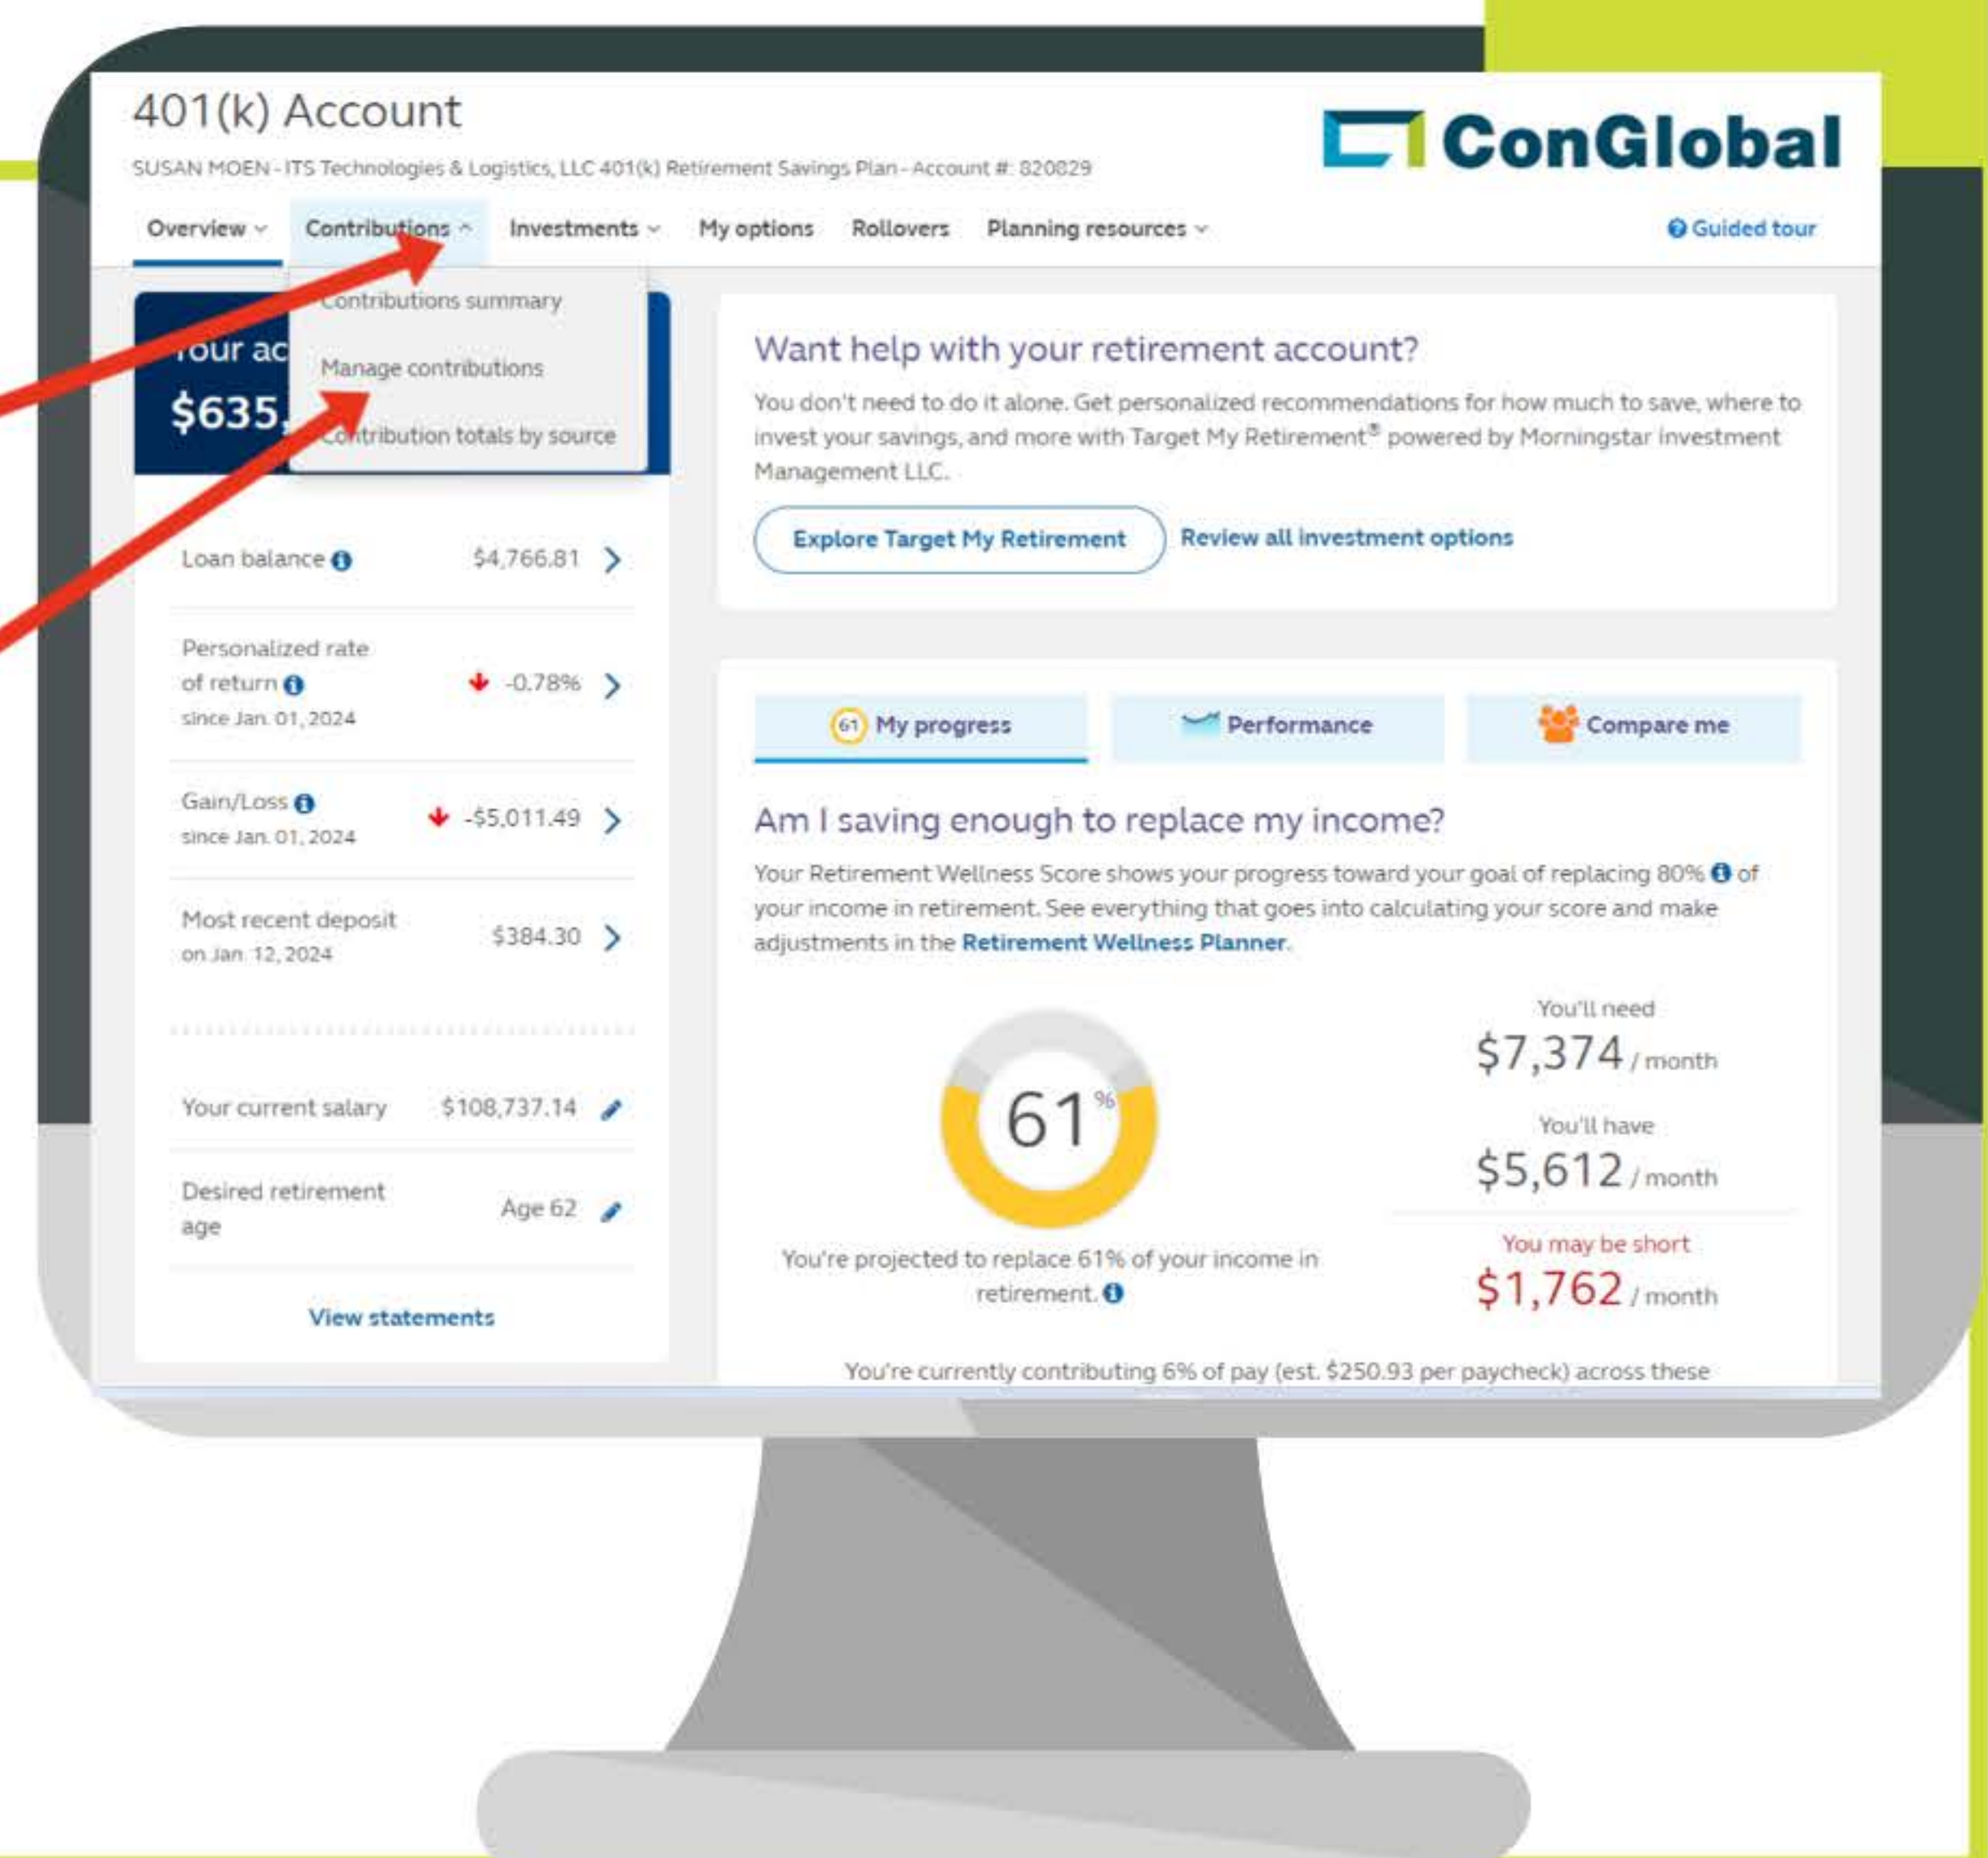 401(k) Account
ConGlobal
SUSAN MOEN - ITS Technologies & Logistics, LLC 401(k) Retirement Savings Plan - Account #: 820829
Overview Contributions Investments My options Rollovers Planning resources Guided tour
Contributions summary
Manage contributions
Contribution totals by source
Your ac
$635,
Loan balance $4,766.81
Personalized rate
of return -0.78%
since Jan. 01, 2024
Gain/Loss -$5,011.49
since Jan. 01, 2024
Most recent deposit $384.30
on Jan. 12, 2024
Your current salary $108,737.14
Desired retirement
age Age 62
View statements
Want help with your retirement account?
You don't need to do it alone. Get personalized recommendations for how much to save, where to
invest your savings, and more with Target My Retirement® powered by Morningstar Investment
Management LLC.
Explore Target My Retirement Review all investment options
61 My progress Performance Compare me
Am I saving enough to replace my income?
Your Retirement Wellness Score shows your progress toward your goal of replacing 80% of
your income in retirement. See everything that goes into calculating your score and make
adjustments in the Retirement Wellness Planner.
61%
You're projected to replace 61% of your income in
retirement.
You'll need
$7,374 / month
You'll have
$5,612 / month
You may be short
$1,762 / month
You're currently contributing 6% of pay (est. $250.93 per paycheck) across these